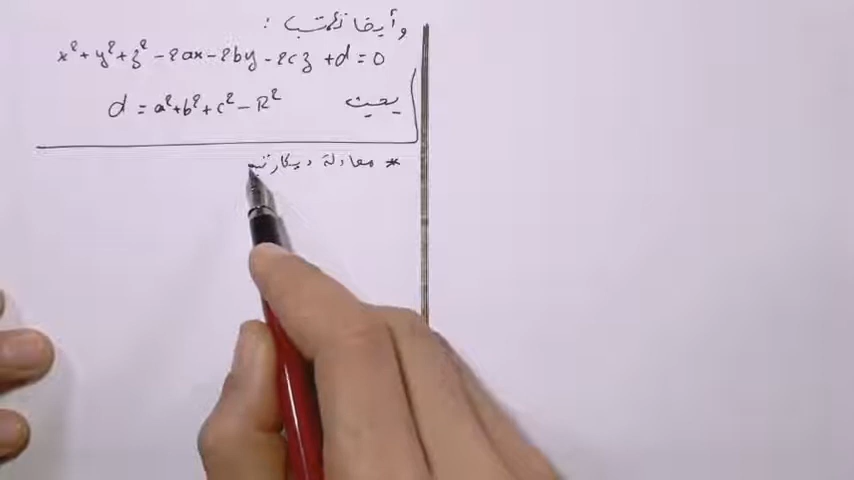 وأيضا نكتب :
x² + y² + z² - 2ax - 2by - 2cz + d = 0
بحيث d = a² + b² + c² - R²
* معادلة ديكارتية